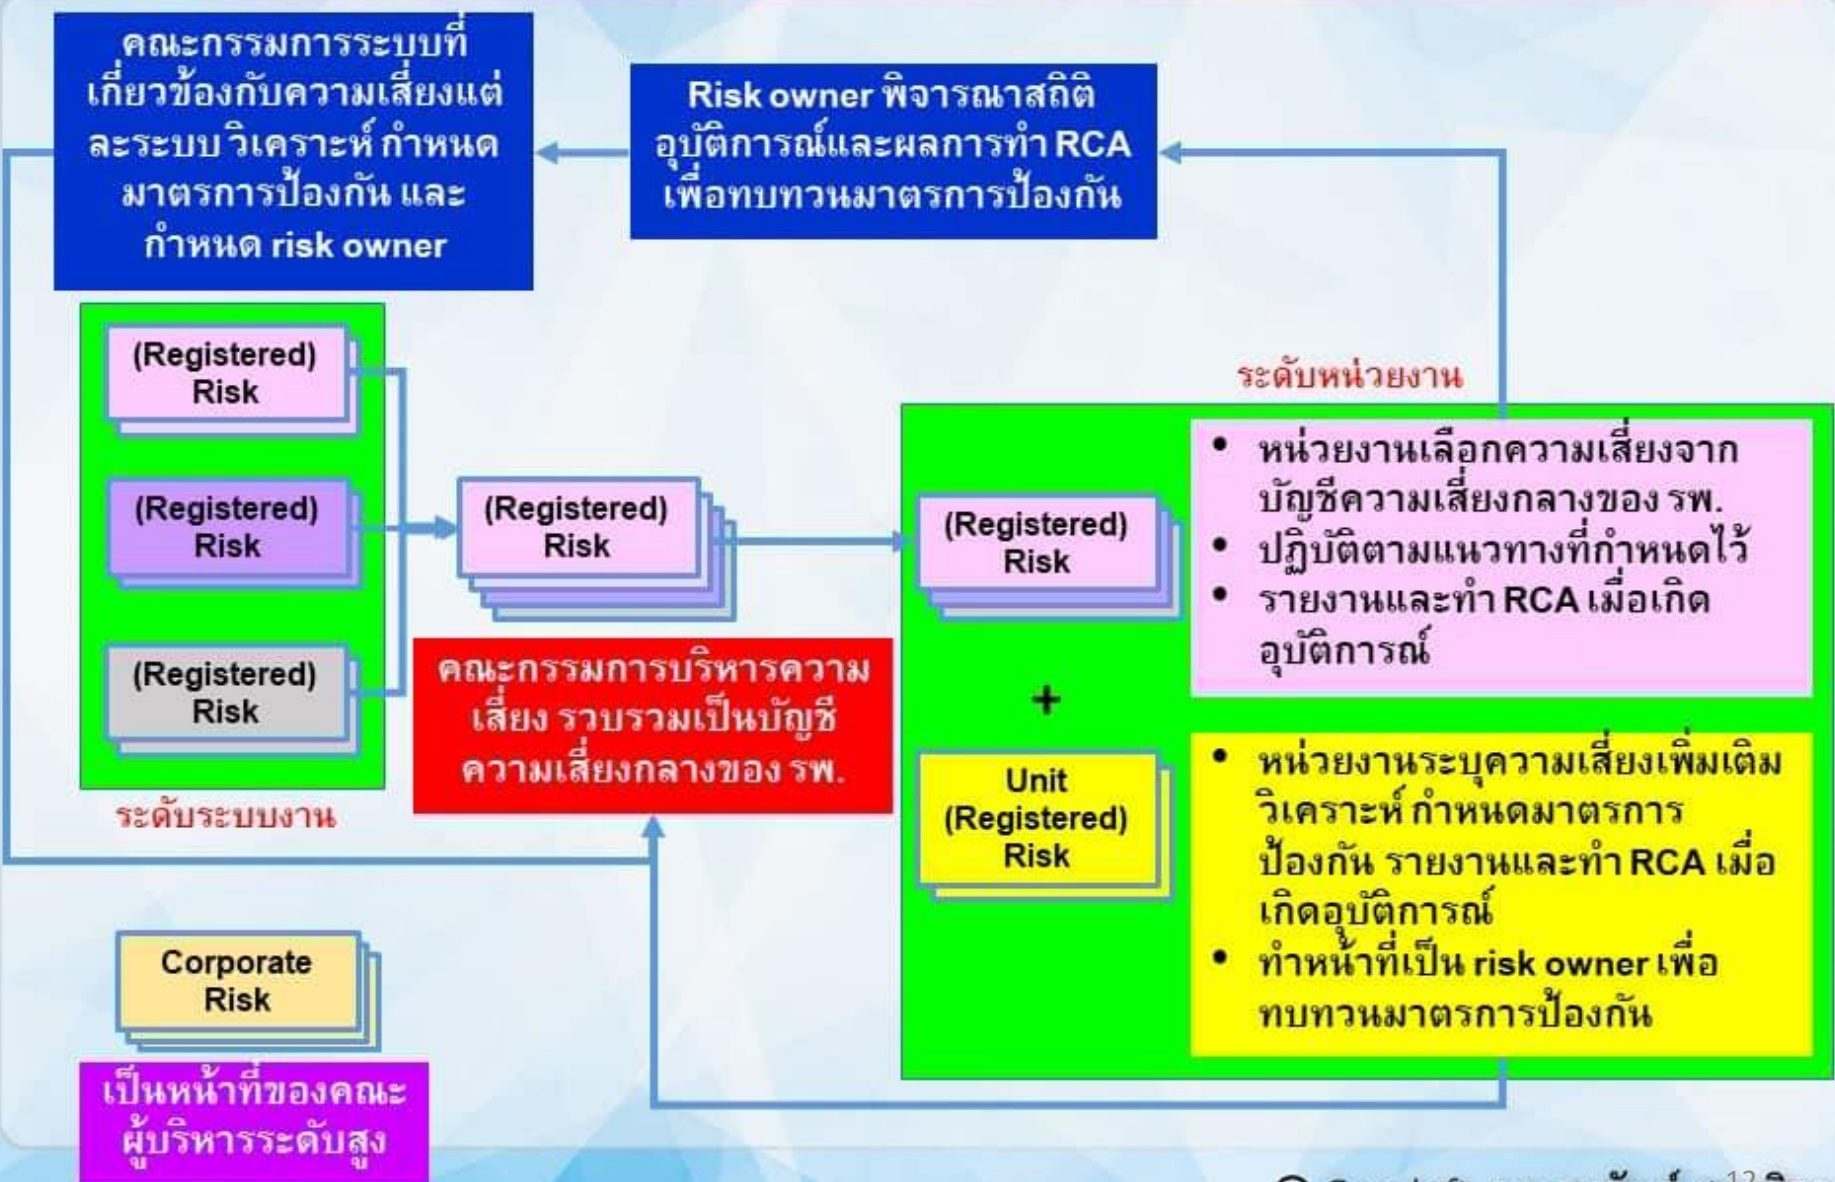 คณะกรรมการระบบที่
เกี่ยวข้องกับความเสี่ยงแต่
ละระบบ วิเคราะห์ กำหนด
มาตรการป้องกัน และ
กำหนด risk owner
Risk owner พิจารณาสถิติ
อุบัติการณ์และผลการทำ RCA
เพื่อทบทวนมาตรการป้องกัน
(Registered)
Risk
(Registered)
Risk
(Registered)
Risk
ระดับระบบงาน
(Registered)
Risk
คณะกรรมการบริหารความ
เสี่ยง รวบรวมเป็นบัญชี
ความเสี่ยงกลางของ รพ.
ระดับหน่วยงาน
(Registered)
Risk
• หน่วยงานเลือกความเสี่ยงจาก
บัญชีความเสี่ยงกลางของ รพ.
• ปฏิบัติตามแนวทางที่กำหนดไว้
• รายงานและทำ RCA เมื่อเกิด
อุบัติการณ์
+
Unit
(Registered)
Risk
• หน่วยงานระบุความเสี่ยงเพิ่มเติม
วิเคราะห์ กำหนดมาตรการ
ป้องกัน รายงานและทำ RCA เมื่อ
เกิดอุบัติการณ์
• ทำหน้าที่เป็น risk owner เพื่อ
ทบทวนมาตรการป้องกัน
Corporate
Risk
เป็นหน้าที่ของคณะ
ผู้บริหารระดับสูง
12